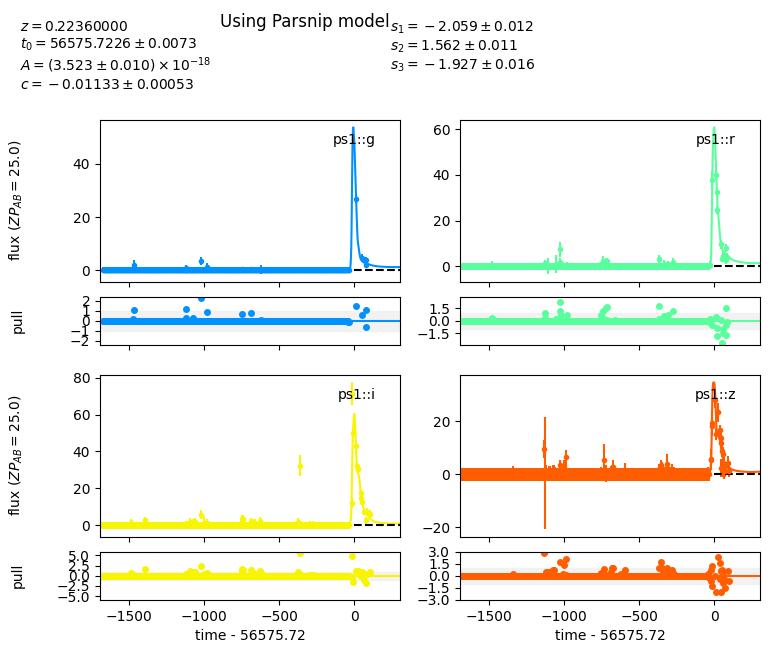 Using Parsnip model
z = 0.22360000
t₀ = 56575.7226 ± 0.0073
A = (3.523 ± 0.010) × 10⁻¹⁸
c = −0.01133 ± 0.00053
s₁ = −2.059 ± 0.012
s₂ = 1.562 ± 0.011
s₃ = −1.927 ± 0.016
flux (ZP_AB = 25.0)
40
20
0
ps1::g
60
40
20
0
ps1::r
pull
2
1
0
−1
−2
1.5
0.0
−1.5
flux (ZP_AB = 25.0)
80
60
40
20
0
ps1::i
20
0
−20
ps1::z
pull
5.0
2.5
0.0
−2.5
−5.0
3.0
1.5
0.0
−1.5
−3.0
−1500 −1000 −500 0
time - 56575.72
−1500 −1000 −500 0
time - 56575.72